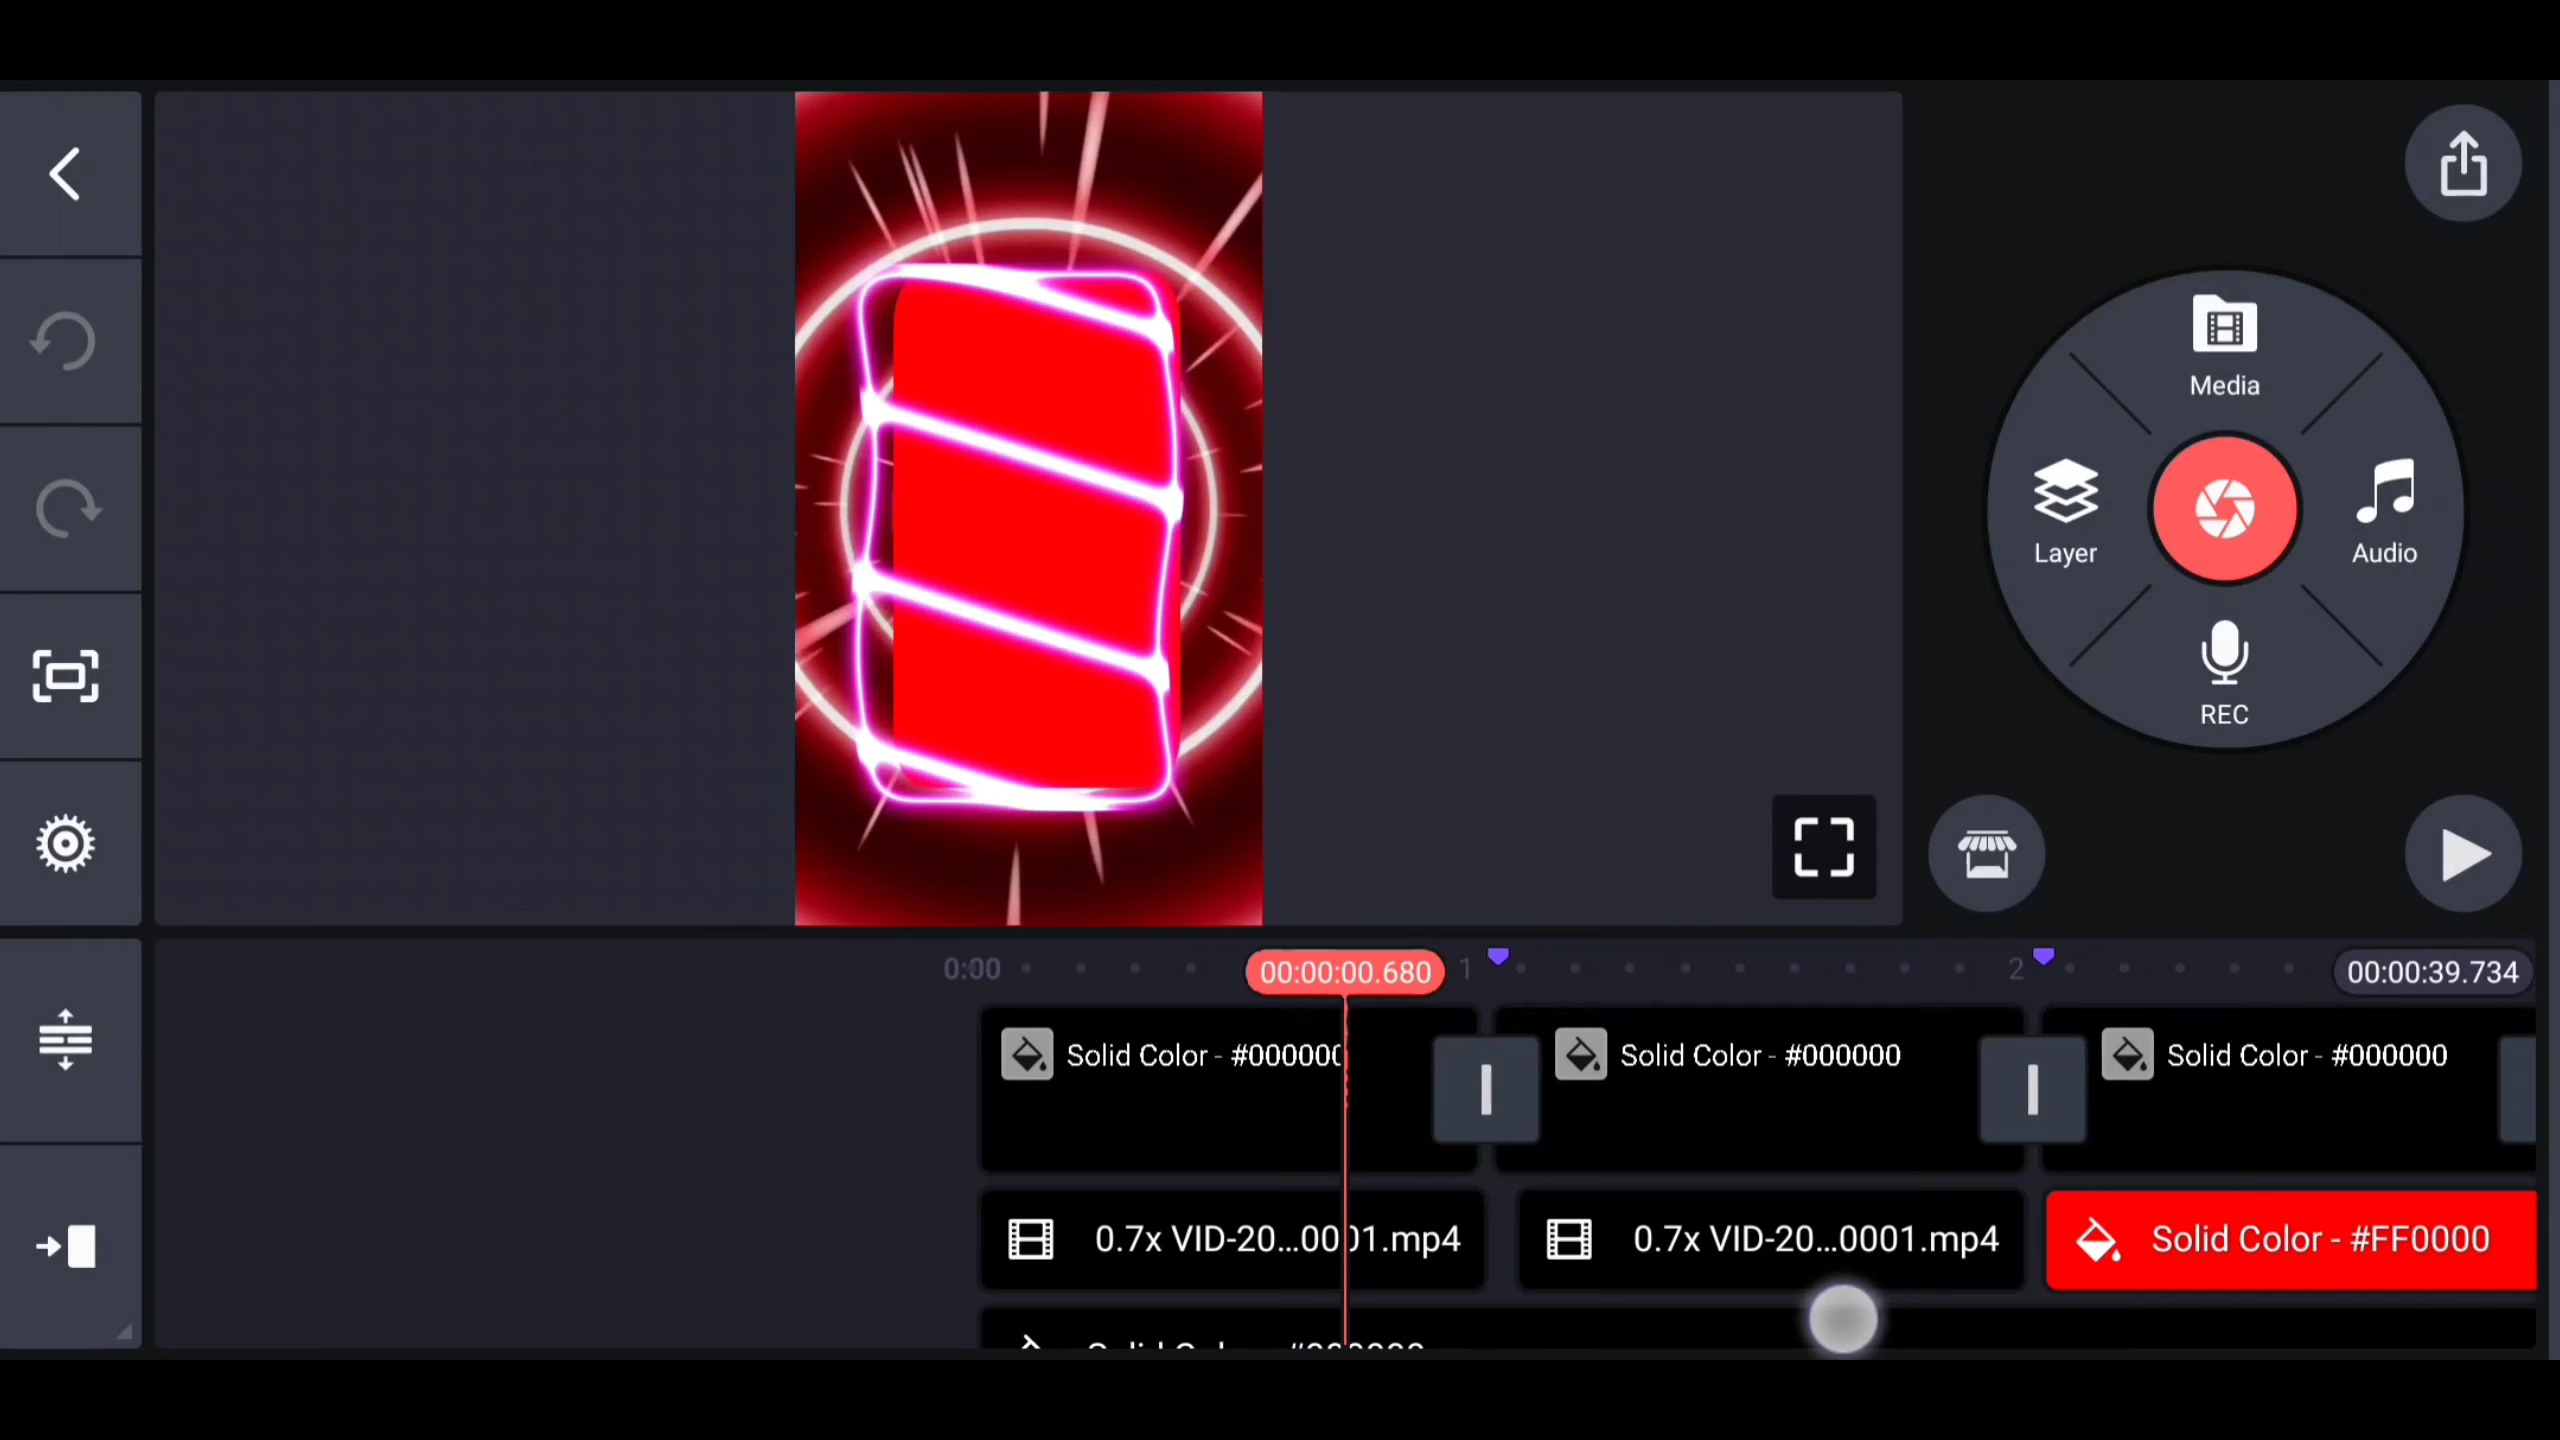 Media
Layer
Audio
REC
0:00
00:00:00.680
1
2
00:00:39.734
Solid Color - #000000
Solid Color - #000000
Solid Color - #000000
0.7x VID-20...0001.mp4
0.7x VID-20...0001.mp4
Solid Color - #FF0000